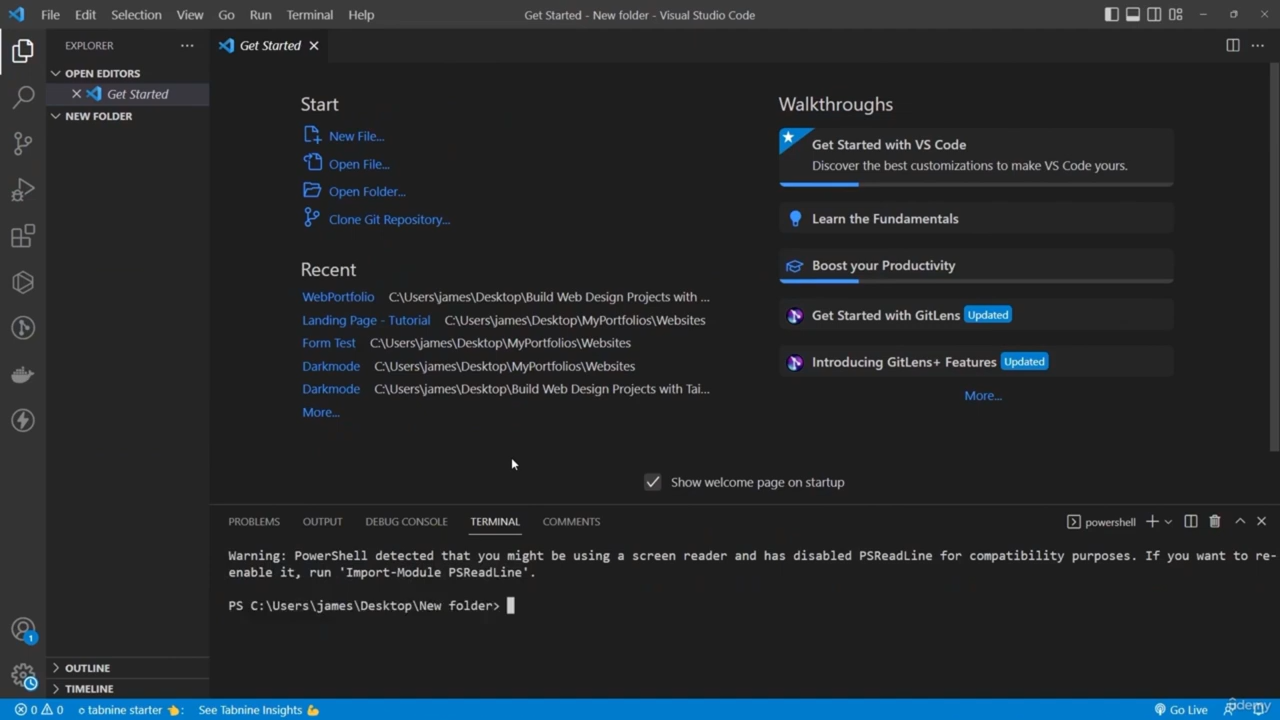 File Edit Selection View Go Run Terminal Help Get Started - New folder - Visual Studio Code
EXPLORER
Get Started
OPEN EDITORS
Get Started
NEW FOLDER
Start
New File...
Open File...
Open Folder...
Clone Git Repository...
Recent
WebPortfolio C:\Users\james\Desktop\Build Web Design Projects with ...
Landing Page - Tutorial C:\Users\james\Desktop\MyPortfolios\Websites
Form Test C:\Users\james\Desktop\MyPortfolios\Websites
Darkmode C:\Users\james\Desktop\MyPortfolios\Websites
Darkmode C:\Users\james\Desktop\Build Web Design Projects with Tai...
More...
Walkthroughs
Get Started with VS Code
Discover the best customizations to make VS Code yours.
Learn the Fundamentals
Boost your Productivity
Get Started with GitLens Updated
Introducing GitLens+ Features Updated
More...
Show welcome page on startup
PROBLEMS OUTPUT DEBUG CONSOLE TERMINAL COMMENTS powershell
Warning: PowerShell detected that you might be using a screen reader and has disabled PSReadLine for compatibility purposes. If you want to re-
enable it, run 'Import-Module PSReadLine'.
PS C:\Users\james\Desktop\New folder>
1
OUTLINE
TIMELINE
0 0 tabnine starter See Tabnine Insights Go Live
udemy